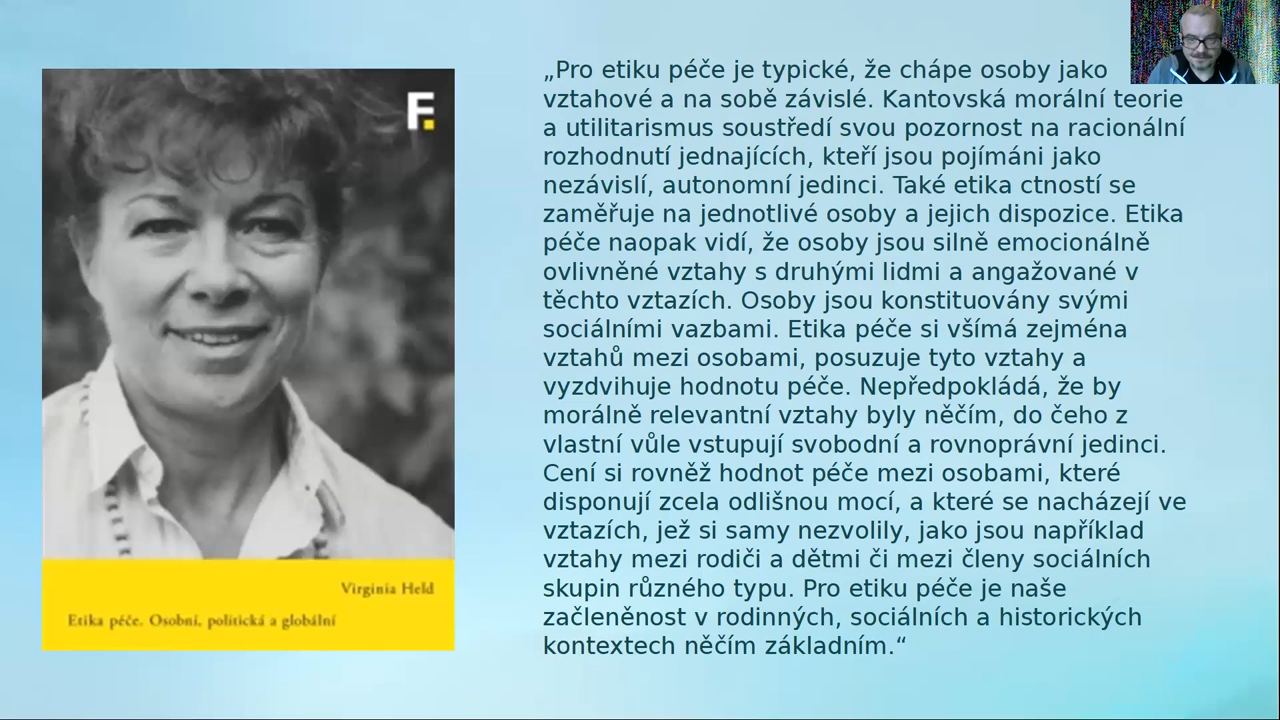 F.
Virginia Held
Etika péče. Osobní, politická a globální
„Pro etiku péče je typické, že chápe osoby jako
vztahové a na sobě závislé. Kantovská morální teorie
a utilitarismus soustředí svou pozornost na racionální
rozhodnutí jednajících, kteří jsou pojímáni jako
nezávislí, autonomní jedinci. Také etika ctností se
zaměřuje na jednotlivé osoby a jejich dispozice. Etika
péče naopak vidí, že osoby jsou silně emocionálně
ovlivněné vztahy s druhými lidmi a angažované v
těchto vztazích. Osoby jsou konstituovány svými
sociálními vazbami. Etika péče si všímá zejména
vztahů mezi osobami, posuzuje tyto vztahy a
vyzdvihuje hodnotu péče. Nepředpokládá, že by
morálně relevantní vztahy byly něčím, do čeho z
vlastní vůle vstupují svobodní a rovnoprávní jedinci.
Cení si rovněž hodnot péče mezi osobami, které
disponují zcela odlišnou mocí, a které se nacházejí ve
vztazích, jež si samy nezvolily, jako jsou například
vztahy mezi rodiči a dětmi či mezi členy sociálních
skupin různého typu. Pro etiku péče je naše
začleněnost v rodinných, sociálních a historických
kontextech něčím základním.“